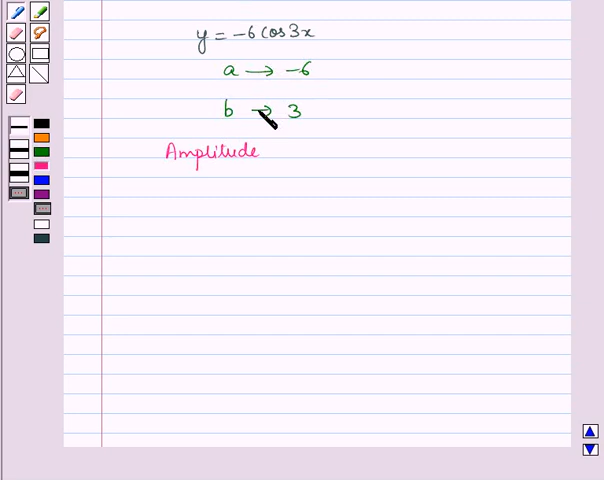 y = -6 cos 3x
a → -6
b → 3
Amplitude